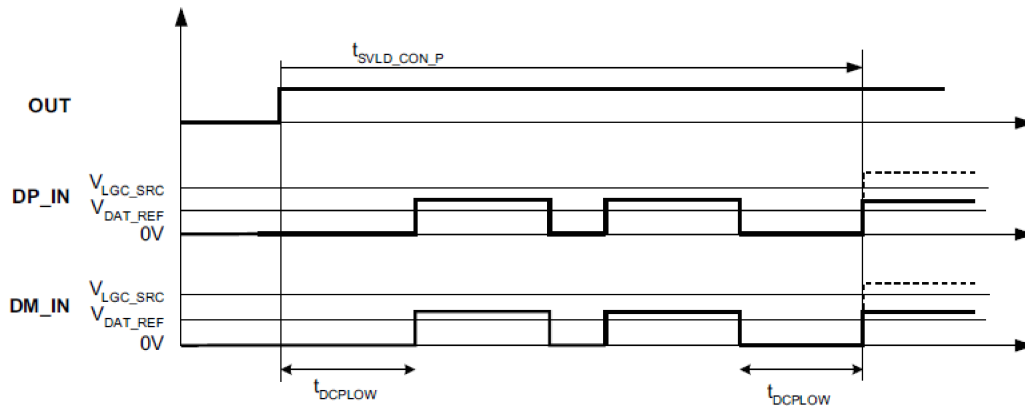 tSVLD_CON_P
OUT
VLGC_SRC
DP_IN
VDAT_REF
0V
VLGC_SRC
DM_IN
VDAT_REF
0V
tDCPLOW
tDCPLOW